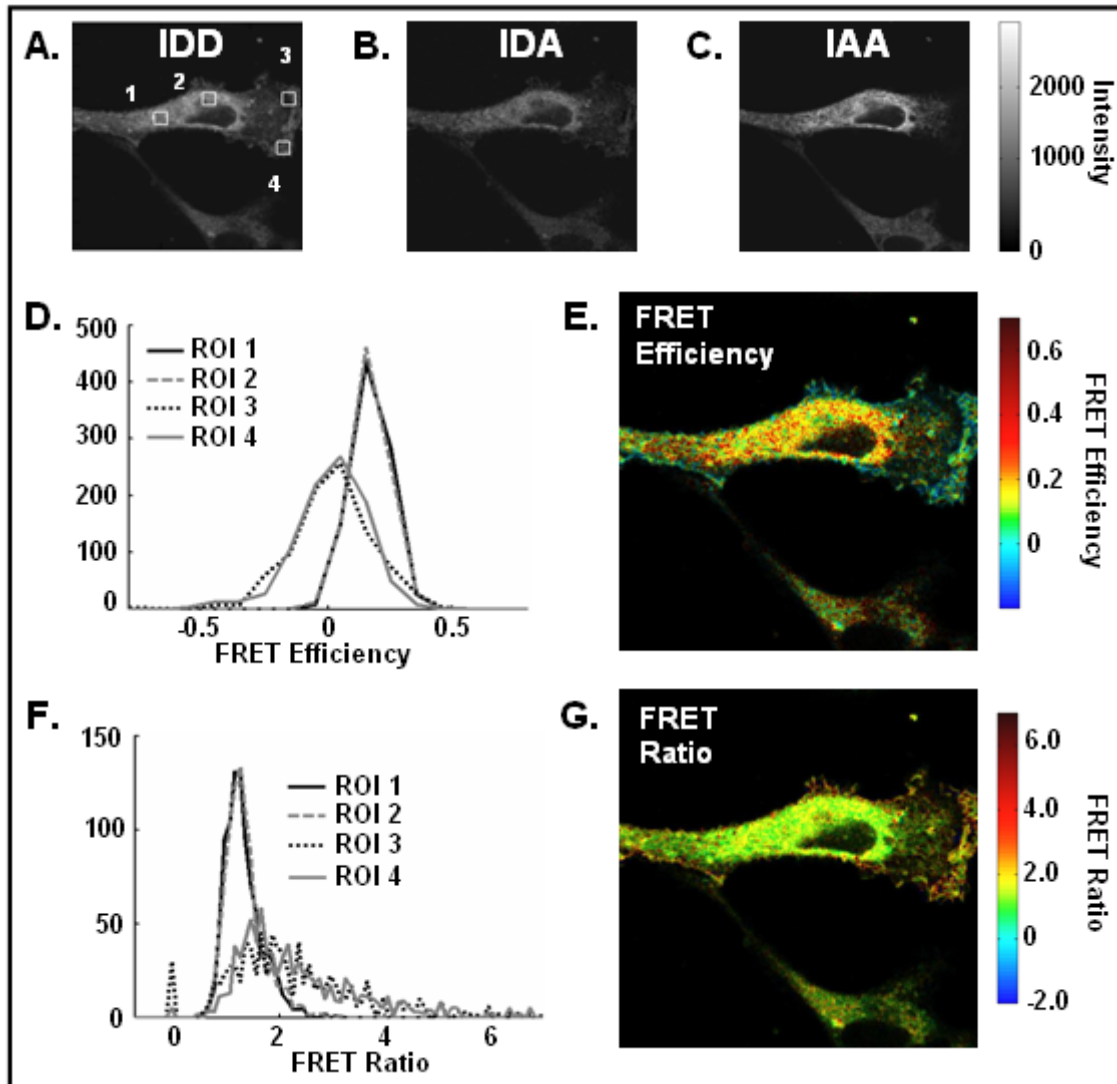 A.
IDD
1
2
3
4
B.
IDA
C.
IAA
2000
1000
0
Intensity
D.
500
400
300
200
100
0
ROI 1
ROI 2
ROI 3
ROI 4
-0.5
0
0.5
FRET Efficiency
E.
FRET
Efficiency
0.6
0.4
0.2
0
FRET Efficiency
F.
150
100
50
0
ROI 1
ROI 2
ROI 3
ROI 4
0
2
4
6
FRET Ratio
G.
FRET
Ratio
6.0
4.0
2.0
0
-2.0
FRET Ratio